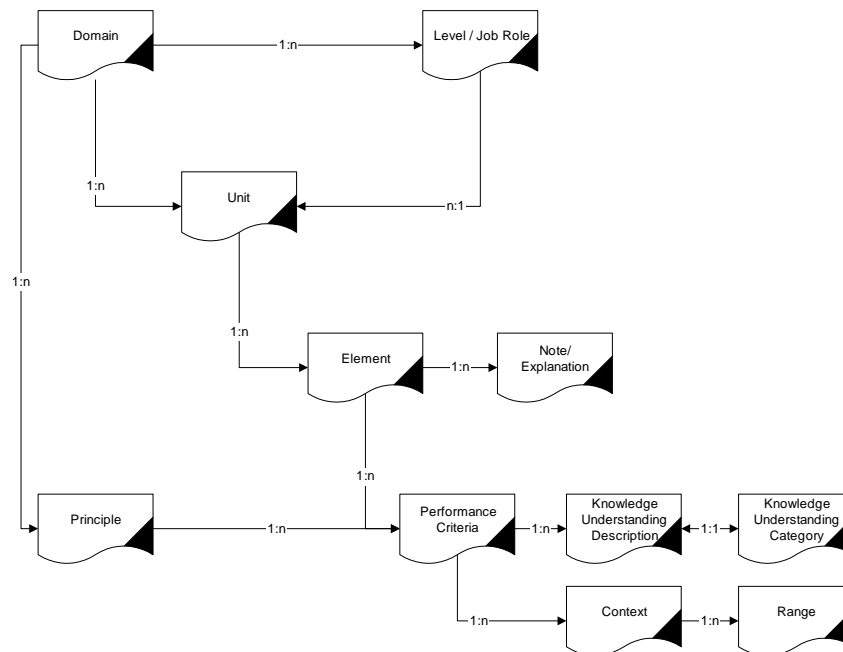 Domain
1:n
Level / Job Role
1:n
Unit
n:1
1:n
1:n
Element
1:n
Note/
Explanation
1:n
Principle
1:n
Performance
Criteria
1:n
Knowledge
Understanding
Description
1:1
Knowledge
Understanding
Category
1:n
Context
1:n
Range